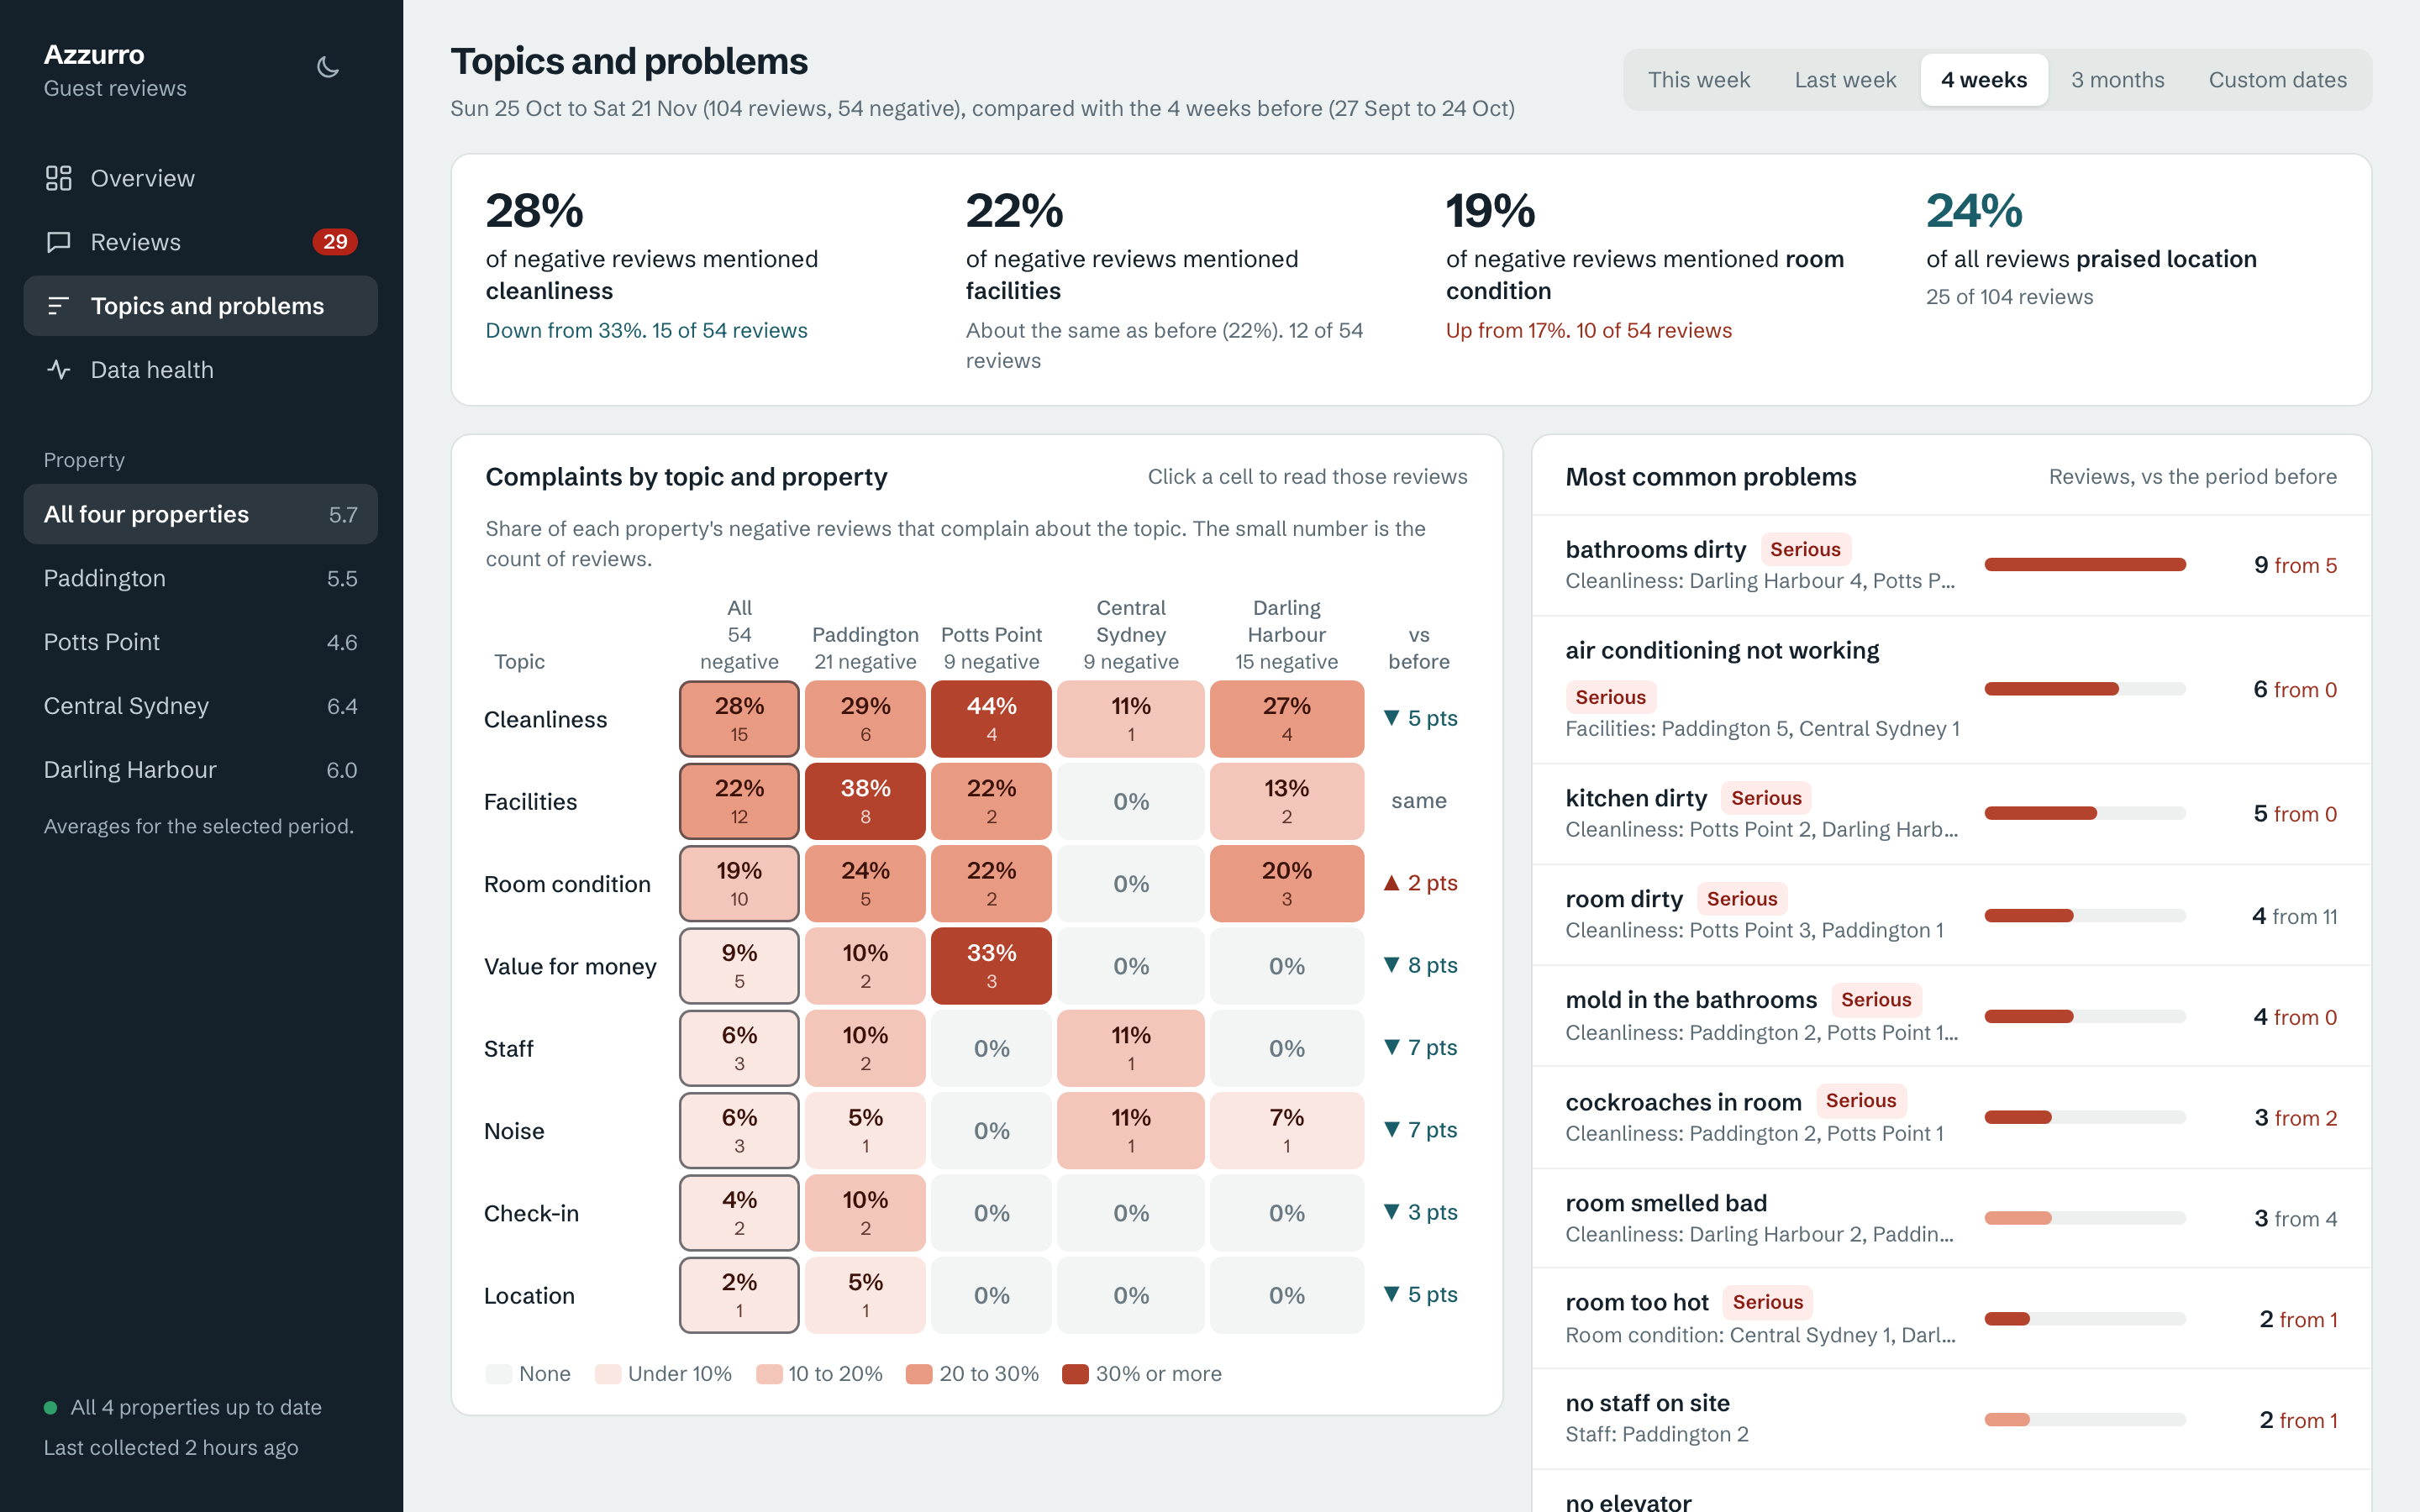 Azzurro
Guest reviews
Overview
Reviews 29
Topics and problems
Data health
Property
All four properties 5.7
Paddington 5.5
Potts Point 4.6
Central Sydney 6.4
Darling Harbour 6.0
Averages for the selected period.
All 4 properties up to date
Last collected 2 hours ago
Topics and problems
Sun 25 Oct to Sat 21 Nov (104 reviews, 54 negative), compared with the 4 weeks before (27 Sept to 24 Oct)
This week Last week 4 weeks 3 months Custom dates
28%
of negative reviews mentioned
cleanliness
Down from 33%. 15 of 54 reviews
22%
of negative reviews mentioned
facilities
About the same as before (22%). 12 of 54
reviews
19%
of negative reviews mentioned room
condition
Up from 17%. 10 of 54 reviews
24%
of all reviews praised location
25 of 104 reviews
Complaints by topic and property Click a cell to read those reviews
Share of each property's negative reviews that complain about the topic. The small number is the
count of reviews.
All Central Darling
54 Paddington Potts Point Sydney Harbour vs
Topic negative 21 negative 9 negative 9 negative 15 negative before
Cleanliness 28% 29% 44% 11% 27% ▼ 5 pts
15 6 4 1 4
Facilities 22% 38% 22% 0% 13% same
12 8 2 2
Room condition 19% 24% 22% 0% 20% ▲ 2 pts
10 5 2 3
Value for money 9% 10% 33% 0% 0% ▼ 8 pts
5 2 3
Staff 6% 10% 0% 11% 0% ▼ 7 pts
3 2 1
Noise 6% 5% 0% 11% 7% ▼ 7 pts
3 1 1 1
Check-in 4% 10% 0% 0% 0% ▼ 3 pts
2 2
Location 2% 5% 0% 0% 0% ▼ 5 pts
1 1
None Under 10% 10 to 20% 20 to 30% 30% or more
Most common problems Reviews, vs the period before
bathrooms dirty Serious 9 from 5
Cleanliness: Darling Harbour 4, Potts P...
air conditioning not working
Serious 6 from 0
Facilities: Paddington 5, Central Sydney 1
kitchen dirty Serious 5 from 0
Cleanliness: Potts Point 2, Darling Harb...
room dirty Serious 4 from 11
Cleanliness: Potts Point 3, Paddington 1
mold in the bathrooms Serious 4 from 0
Cleanliness: Paddington 2, Potts Point 1...
cockroaches in room Serious 3 from 2
Cleanliness: Paddington 2, Potts Point 1
room smelled bad 3 from 4
Cleanliness: Darling Harbour 2, Paddin...
room too hot Serious 2 from 1
Room condition: Central Sydney 1, Darl...
no staff on site 2 from 1
Staff: Paddington 2
no elevator